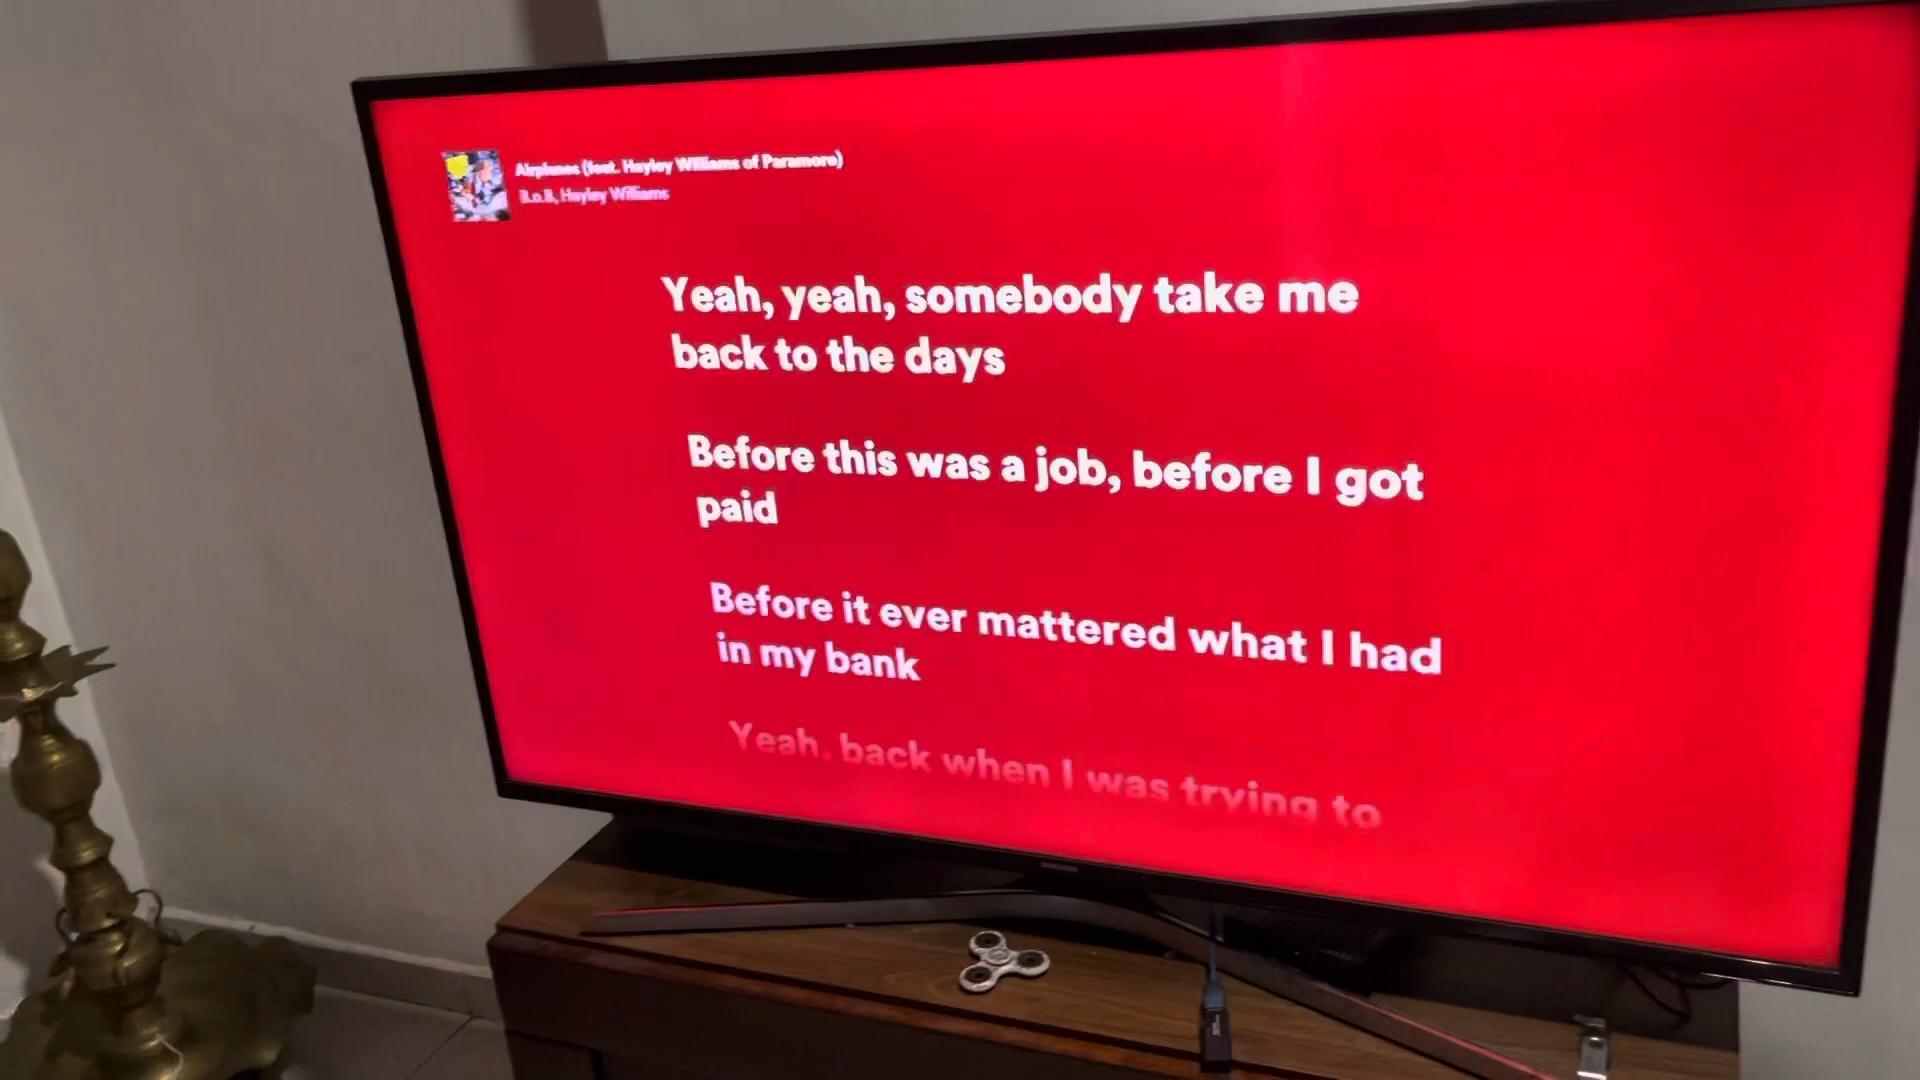 Airplanes (feat. Hayley Williams of Paramore)
B.o.B, Hayley Williams
Yeah, yeah, somebody take me
back to the days
Before this was a job, before I got
paid
Before it ever mattered what I had
in my bank
Yeah, back when I was trying to